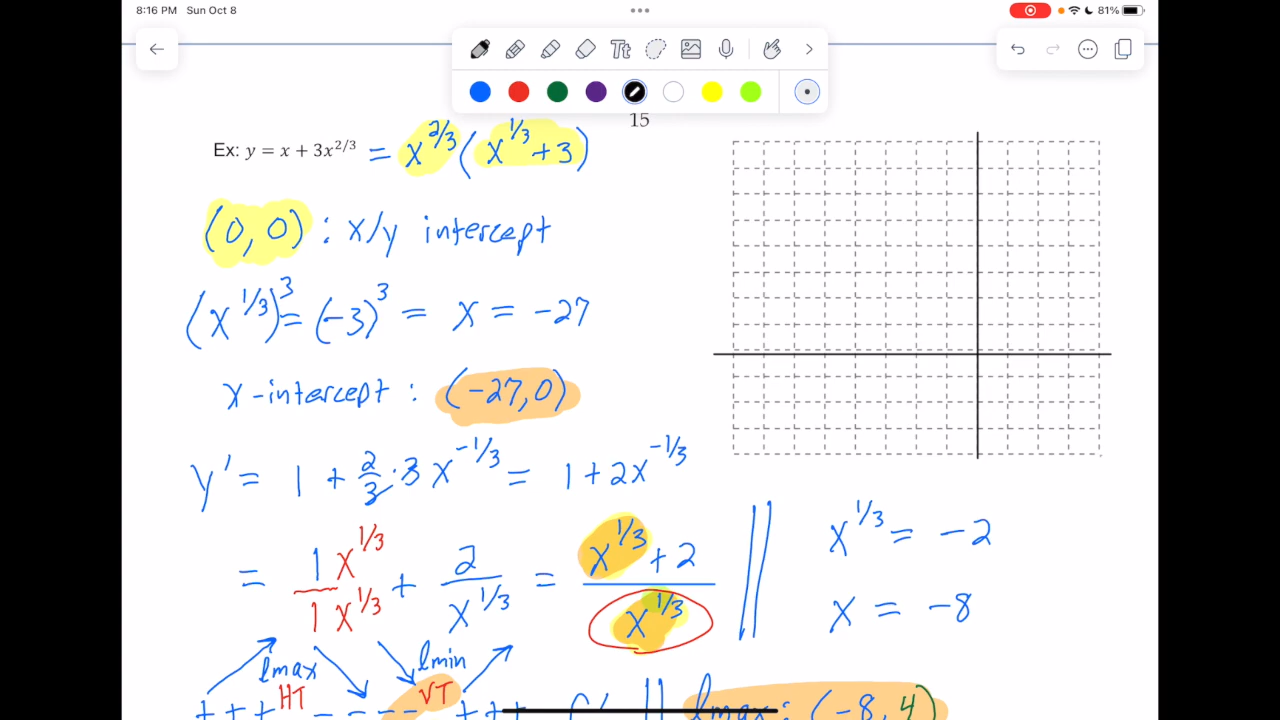 8:16 PM Sun Oct 8
81%
Tt
15
Ex: y = x + 3x^{2/3} = x^{2/3}(x^{1/3} + 3)
(0, 0) : x/y intercept
(x^{1/3})^3 = (-3)^3 = x = -27
x-intercept : (-27, 0)
y' = 1 + 2/3 · 3 x^{-1/3} = 1 + 2x^{-1/3}
= 1 x^{1/3} / 1 x^{1/3} + 2 / x^{1/3} = x^{1/3} + 2 / x^{1/3}
x^{1/3} = -2
x = -8
lmax lmin
HT VT
+ + + - - - - + + +
lmax : (-8, 4)